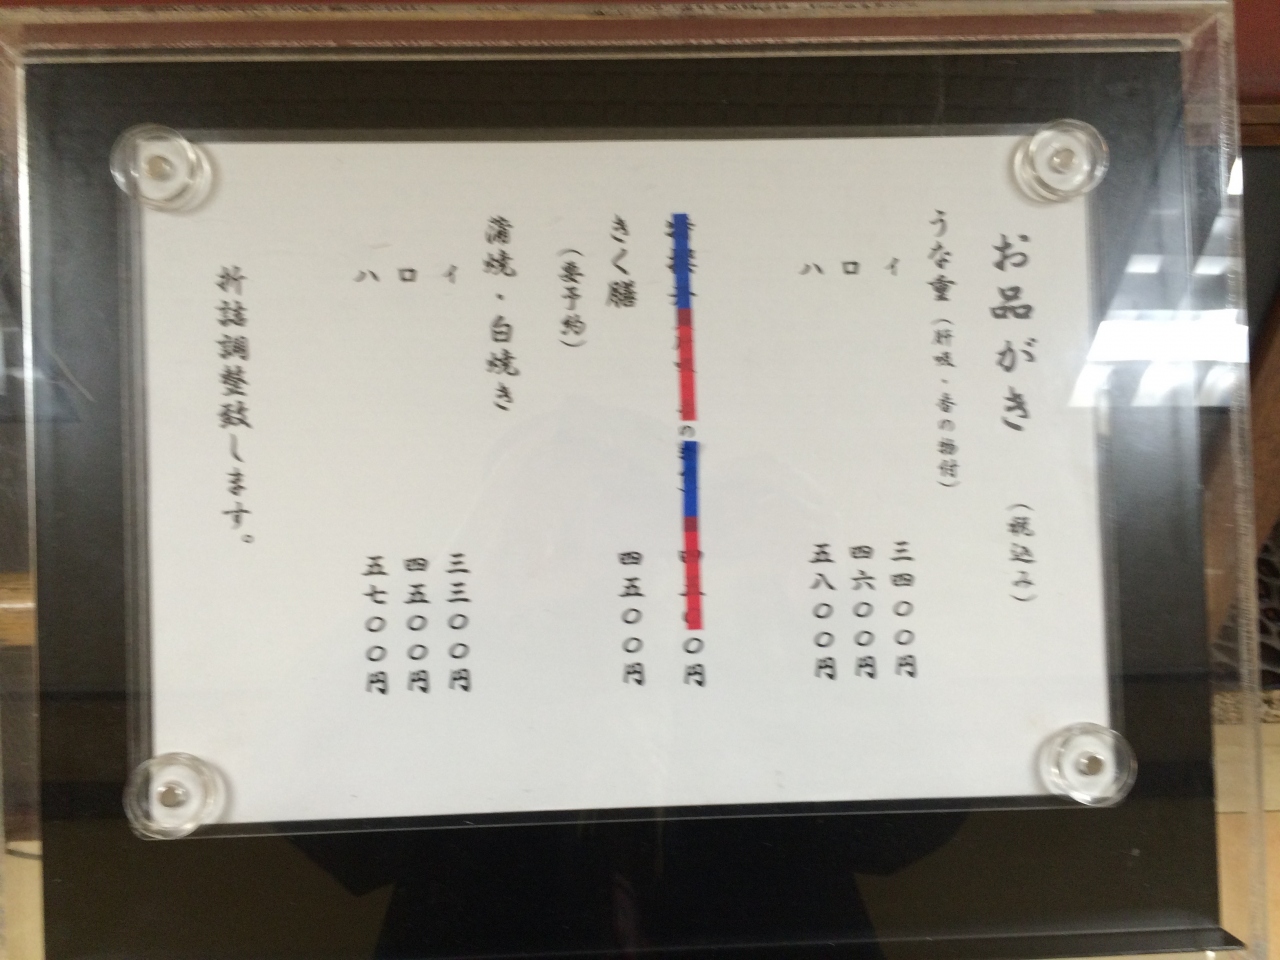 お品がき (税込み)
うな重(肝吸・香の物付)
イ 三四〇〇円
ロ 四六〇〇円
ハ 五八〇〇円
の 〇円
きく膳 四五〇〇円
(要予約)
蒲焼・白焼き
イ 三三〇〇円
ロ 四五〇〇円
ハ 五七〇〇円
折詰調整致します。